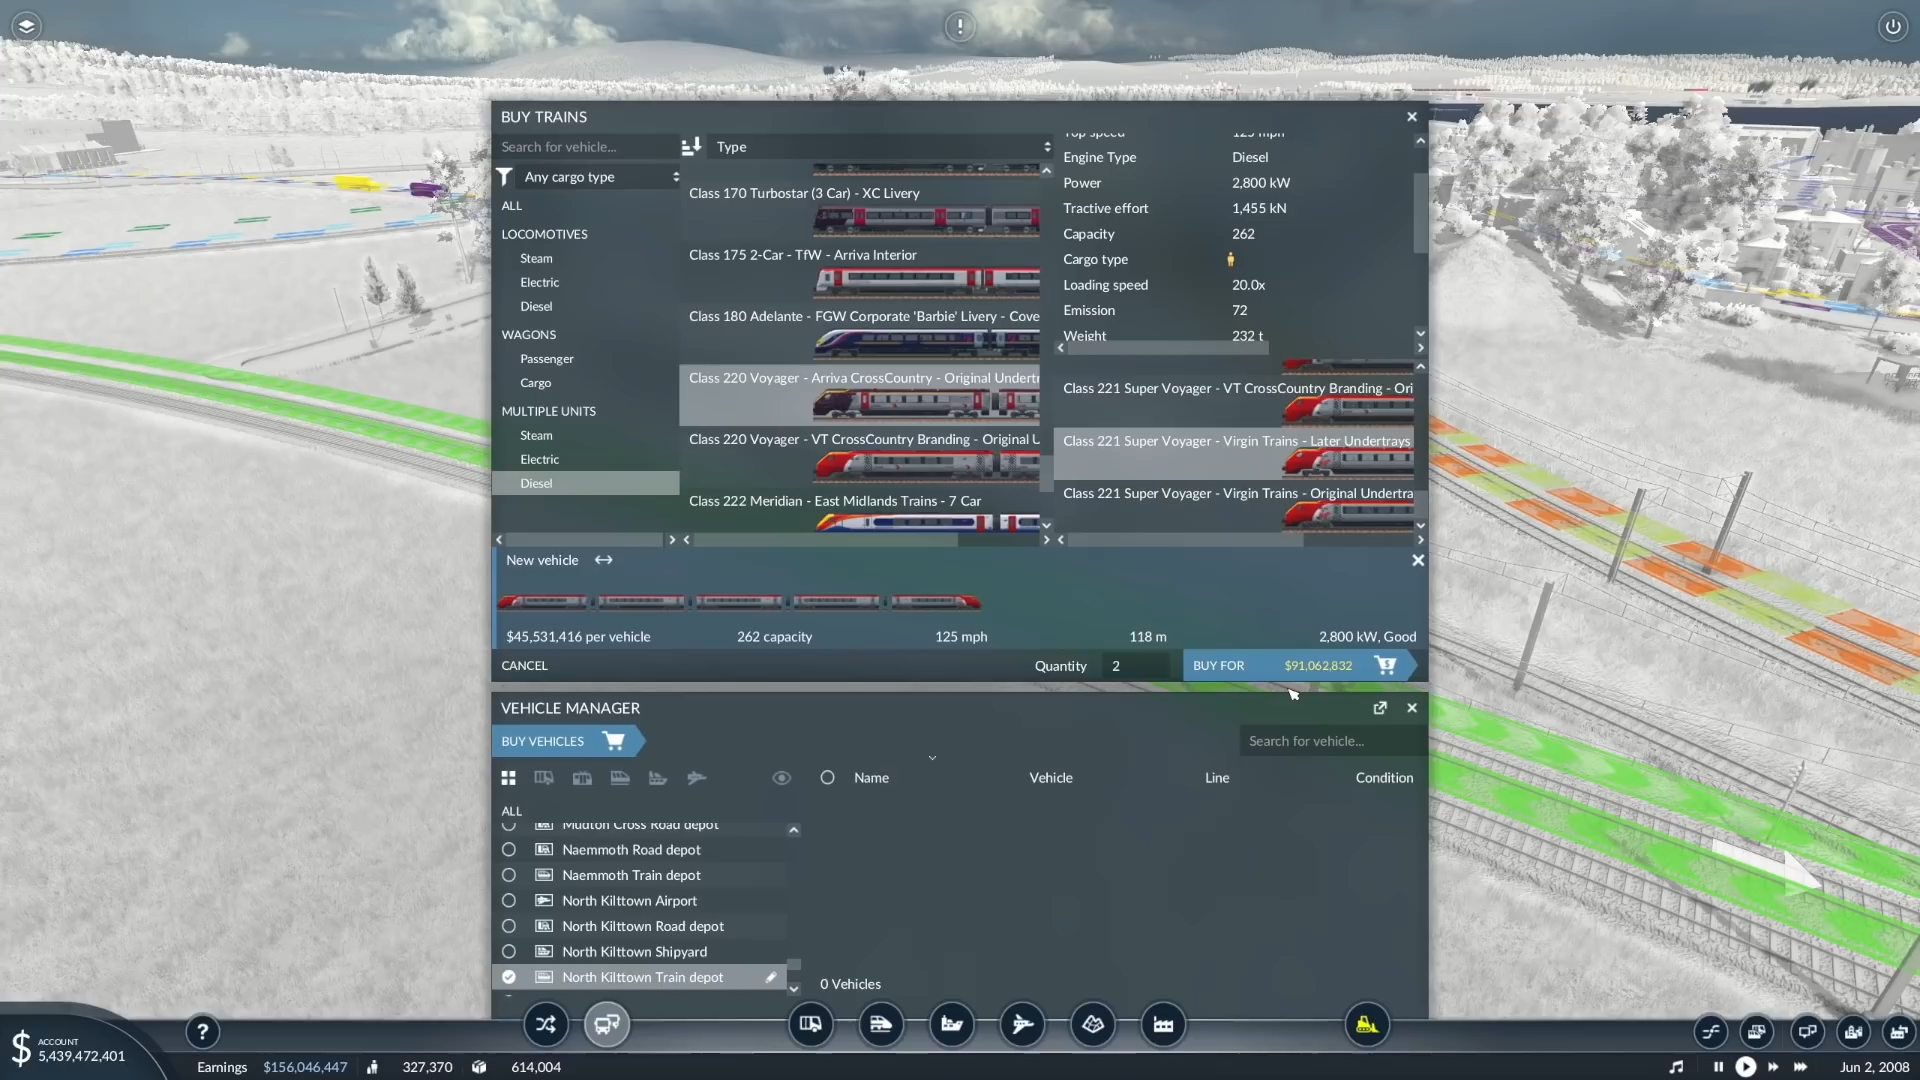 BUY TRAINS
Search for vehicle...
Type
Any cargo type
ALL
LOCOMOTIVES
Steam
Electric
Diesel
WAGONS
Passenger
Cargo
MULTIPLE UNITS
Steam
Electric
Diesel
Class 170 Turbostar (3 Car) - XC Livery
Class 175 2-Car - TfW - Arriva Interior
Class 180 Adelante - FGW Corporate 'Barbie' Livery - Cove
Class 220 Voyager - Arriva CrossCountry - Original Undertr
Class 220 Voyager - VT CrossCountry Branding - Original U
Class 222 Meridian - East Midlands Trains - 7 Car
Top speed 125 mph
Engine Type Diesel
Power 2,800 kW
Tractive effort 1,455 kN
Capacity 262
Cargo type
Loading speed 20.0x
Emission 72
Weight 232 t
Class 221 Super Voyager - VT CrossCountry Branding - Ori
Class 221 Super Voyager - Virgin Trains - Later Undertrays
Class 221 Super Voyager - Virgin Trains - Original Undertra
New vehicle
$45,531,416 per vehicle 262 capacity 125 mph 118 m 2,800 kW, Good
CANCEL Quantity 2 BUY FOR $91,062,832
VEHICLE MANAGER
BUY VEHICLES
Search for vehicle...
Name Vehicle Line Condition
ALL
Mudton Cross Road depot
Naemmoth Road depot
Naemmoth Train depot
North Kilttown Airport
North Kilttown Road depot
North Kilttown Shipyard
North Kilttown Train depot
0 Vehicles
$ ACCOUNT
5,439,472,401
?
Earnings $156,046,447 327,370 614,004
Jun 2, 2008